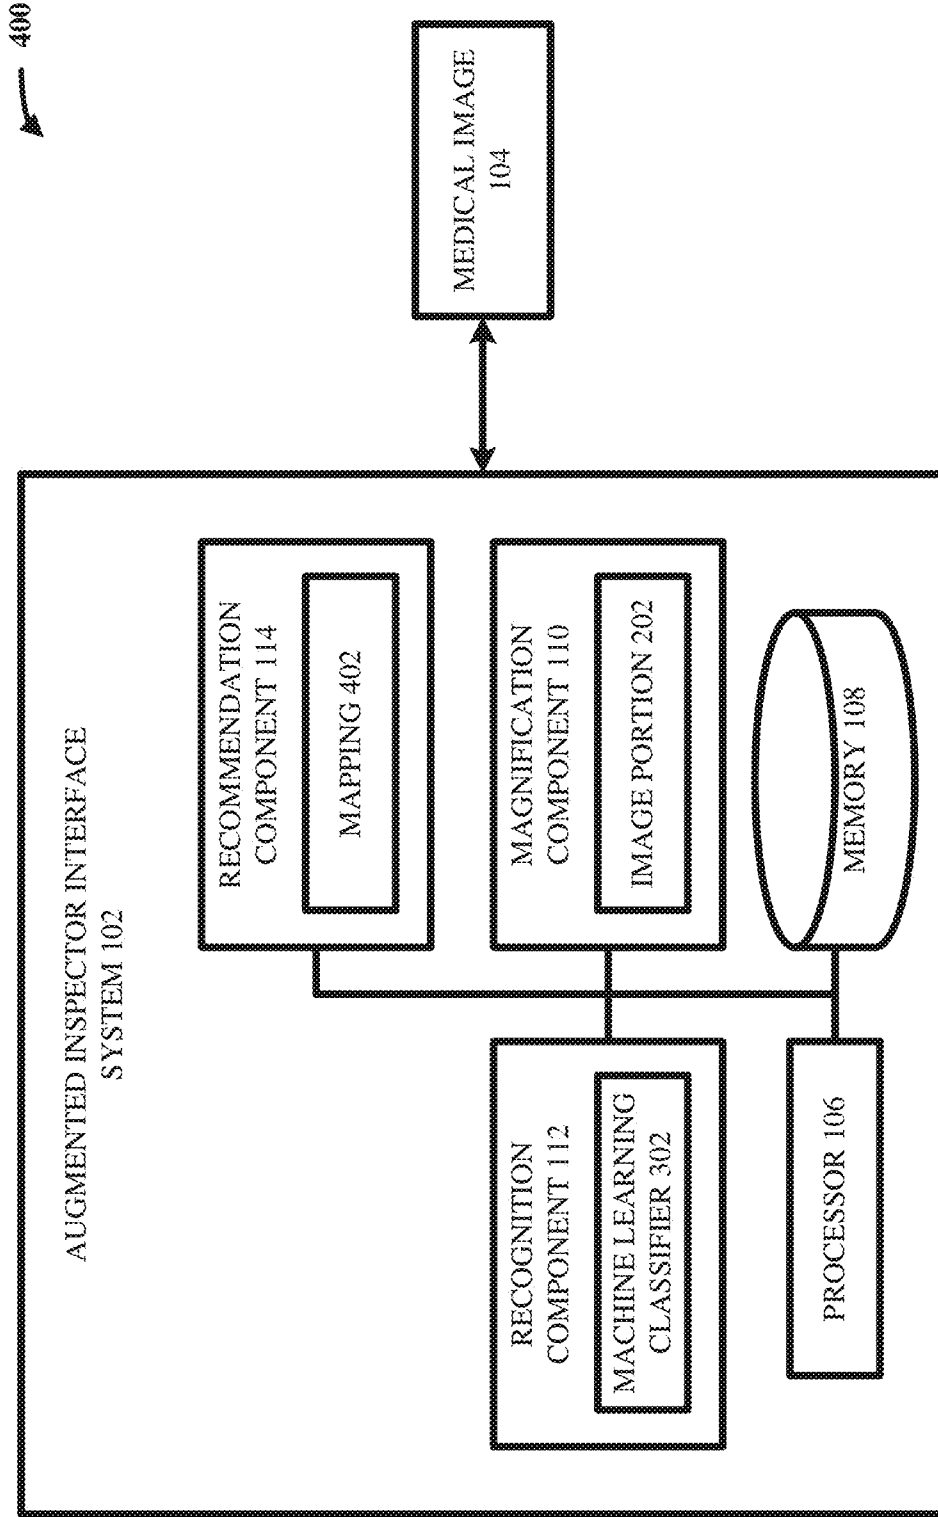 400
AUGMENTED INSPECTOR INTERFACE
SYSTEM 102
RECOMMENDATION
COMPONENT 114
MAPPING 402
MEDICAL IMAGE
104
RECOGNITION
COMPONENT 112
MACHINE LEARNING
CLASSIFIER 302
MAGNIFICATION
COMPONENT 110
IMAGE PORTION 202
PROCESSOR 106
MEMORY 108